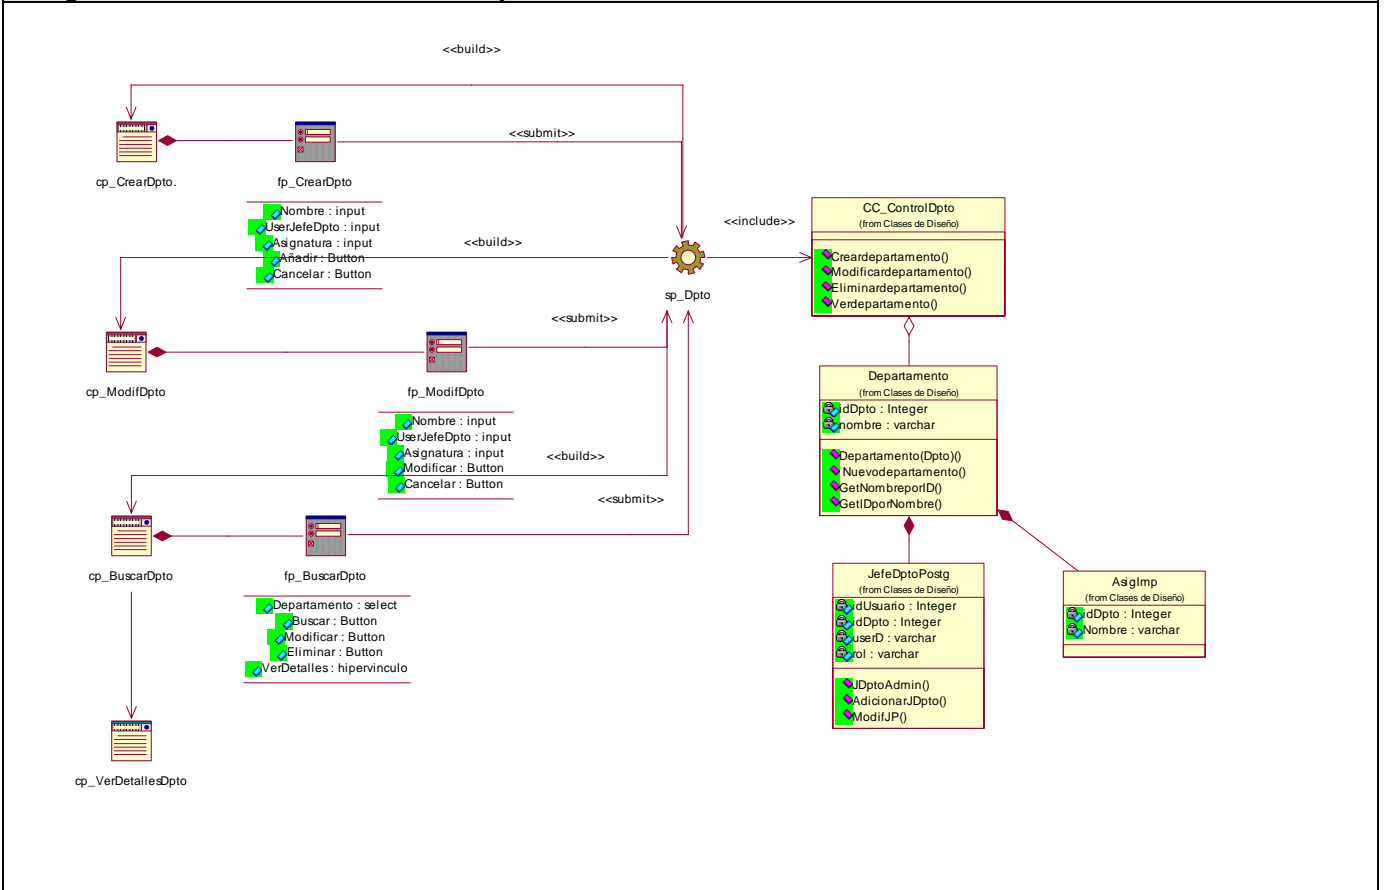 <<build>>
<<submit>>
cp_CrearDpto.
fp_CrearDpto
Nombre : input
UserJefeDpto : input
Asignatura : input
Añadir : Button
Cancelar : Button
<<build>>
sp_Dpto
<<include>>
CC_ControlDpto
(from Clases de Diseño)
Creardepartamento()
Modificardepartamento()
Eliminardepartamento()
Verdepartamento()
<<submit>>
cp_ModifDpto
fp_ModifDpto
Nombre : input
UserJefeDpto : input
Asignatura : input
Modificar : Button
Cancelar : Button
<<build>>
<<submit>>
Departamento
(from Clases de Diseño)
idDpto : Integer
nombre : varchar
Departamento(Dpto)()
Nuevodepartamento()
GetNombreporID()
GetIDporNombre()
cp_BuscarDpto
fp_BuscarDpto
Departamento : select
Buscar : Button
Modificar : Button
Eliminar : Button
VerDetalles : hipervinculo
JefeDptoPostg
(from Clases de Diseño)
idUsuario : Integer
idDpto : Integer
userD : varchar
rol : varchar
JDptoAdmin()
AdicionarJDpto()
ModifJP()
AsigImp
(from Clases de Diseño)
idDpto : Integer
Nombre : varchar
cp_VerDetallesDpto